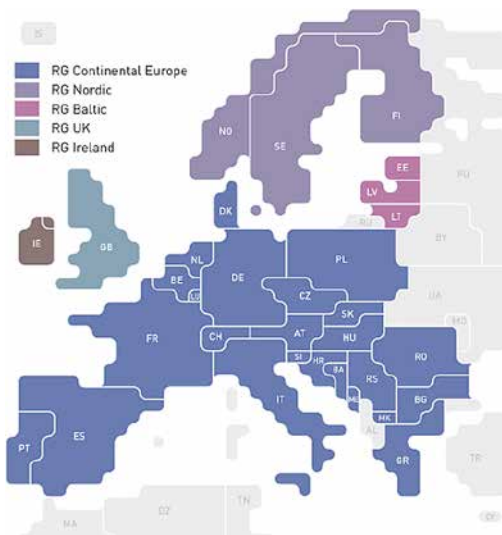 IS
RG Continental Europe
RG Nordic
RG Baltic
RG UK
RG Ireland
NO
SE
FI
RU
EE
LV
LT
RU
BY
DK
IE
GB
NL
BE
LU
DE
PL
CZ
SK
UA
MD
FR
CH
AT
HU
RO
SI
HR
BA
RS
IT
ME
MK
BG
AL
GR
TR
PT
ES
MA
DZ
TN
CY